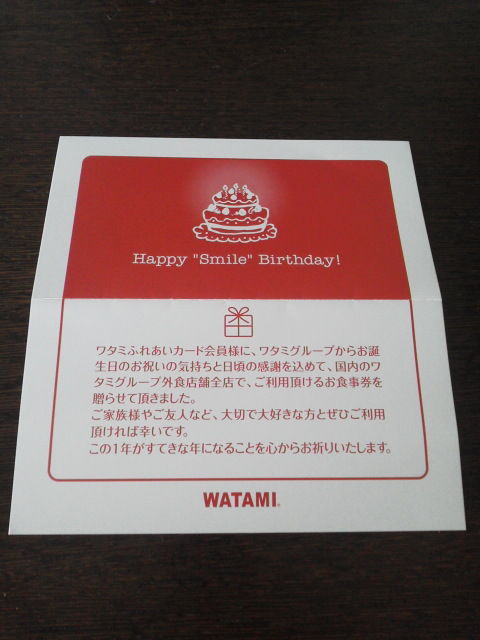 Happy "Smile" Birthday!
ワタミふれあいカード会員様に、ワタミグループからお誕
生日のお祝いの気持ちと日頃の感謝を込めて、国内のワ
タミグループ外食店舗全店で、ご利用頂けるお食事券を
贈らせて頂きました。
ご家族様やご友人など、大切で大好きな方とぜひご利用
頂ければ幸いです。
この1年がすてきな年になることを心からお祈りいたします。
WATAMI®